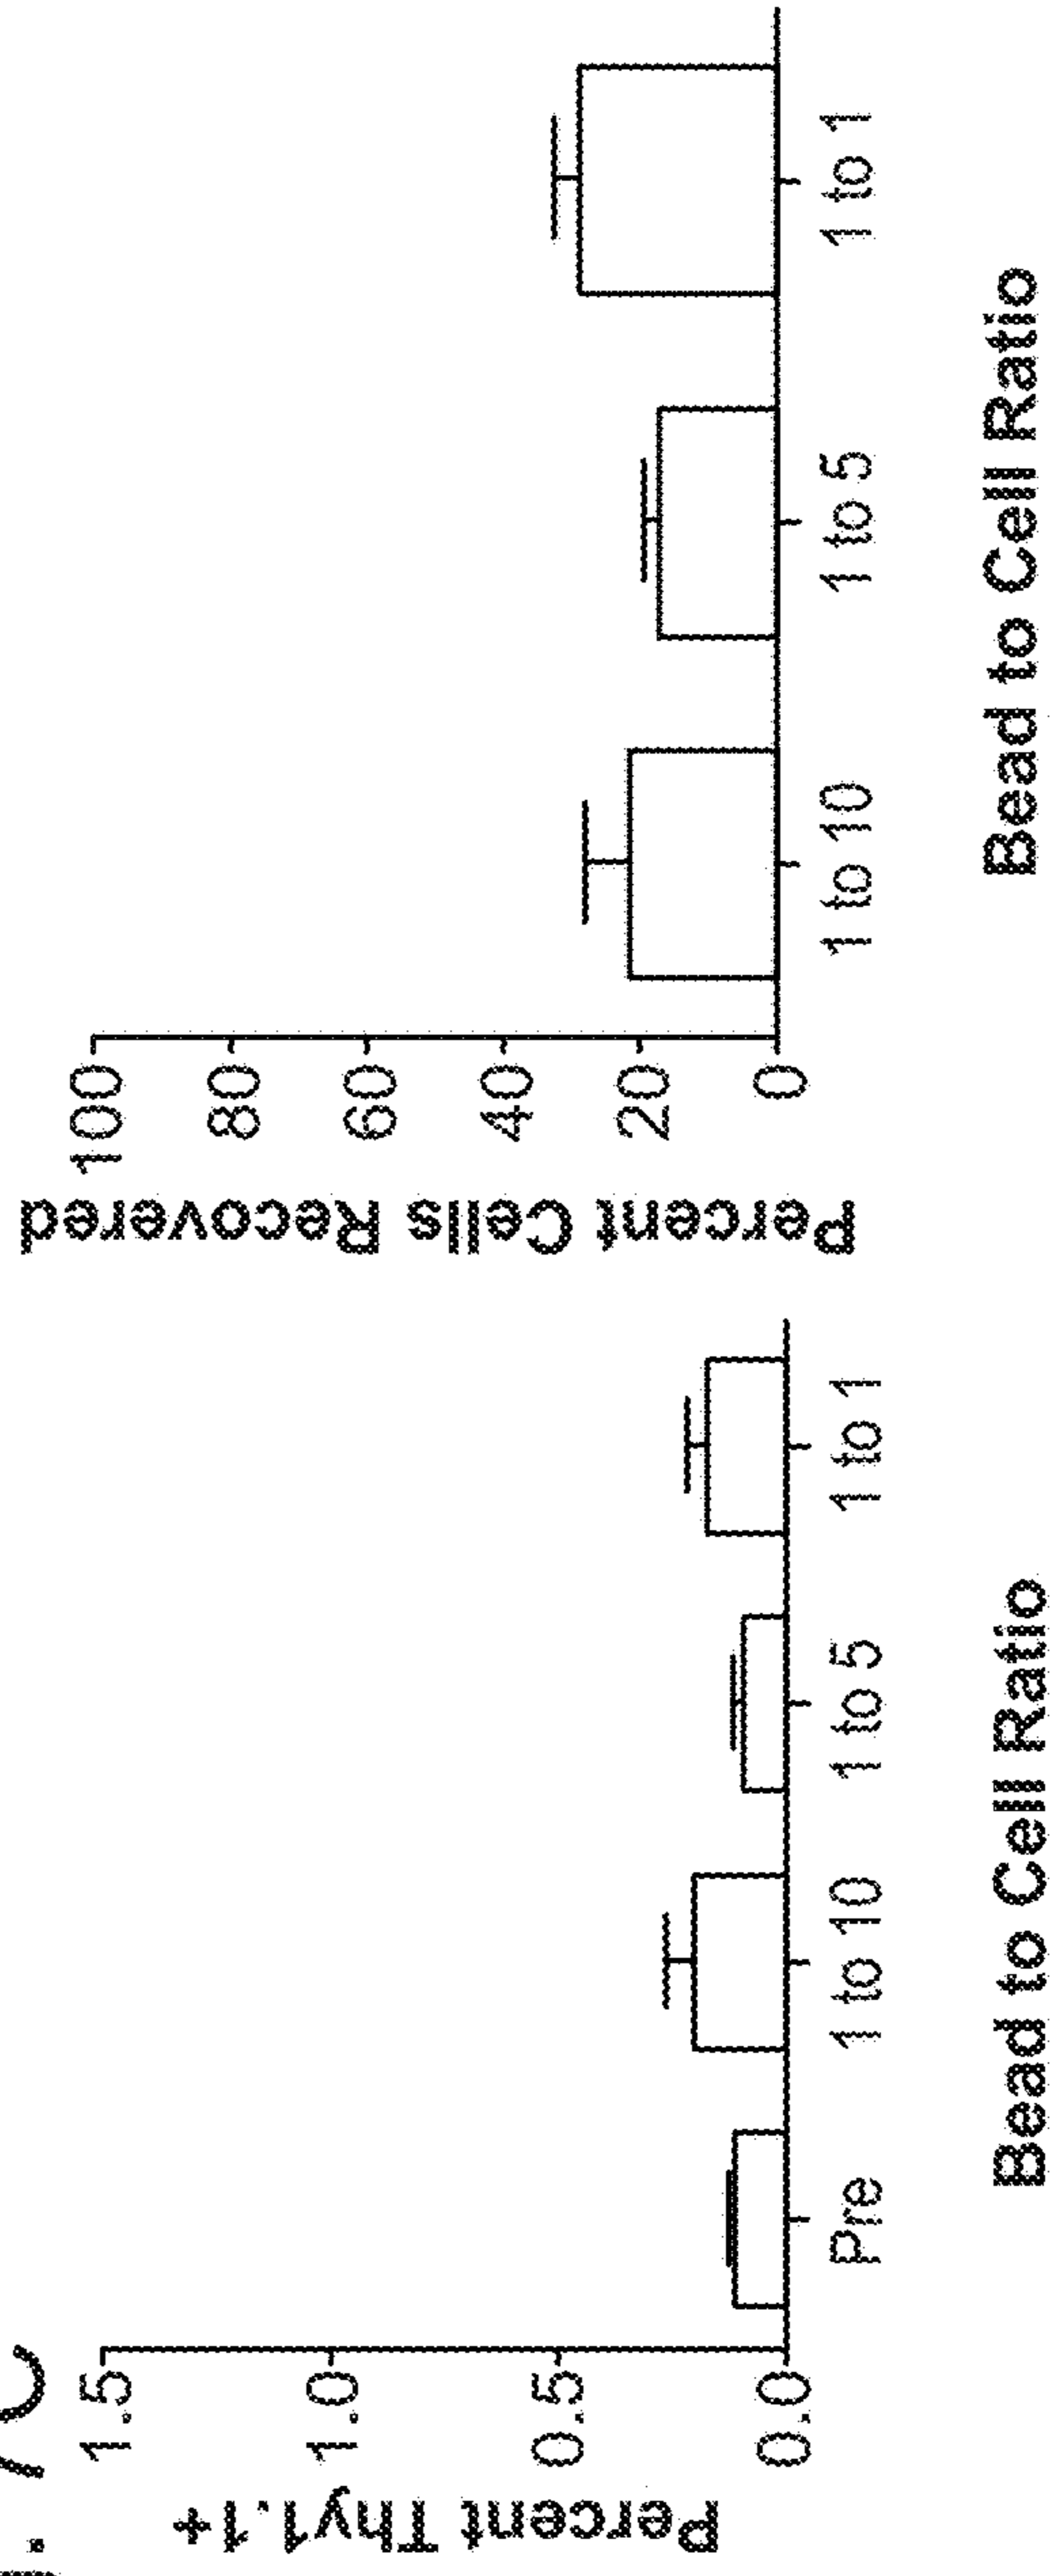 7C
Percent Thy1.1+
1.5
1.0
0.5
0.0
Pre
1 to 10
1 to 5
1 to 1
Bead to Cell Ratio
Percent Cells Recovered
100
80
60
40
20
0
1 to 10
1 to 5
1 to 1
Bead to Cell Ratio